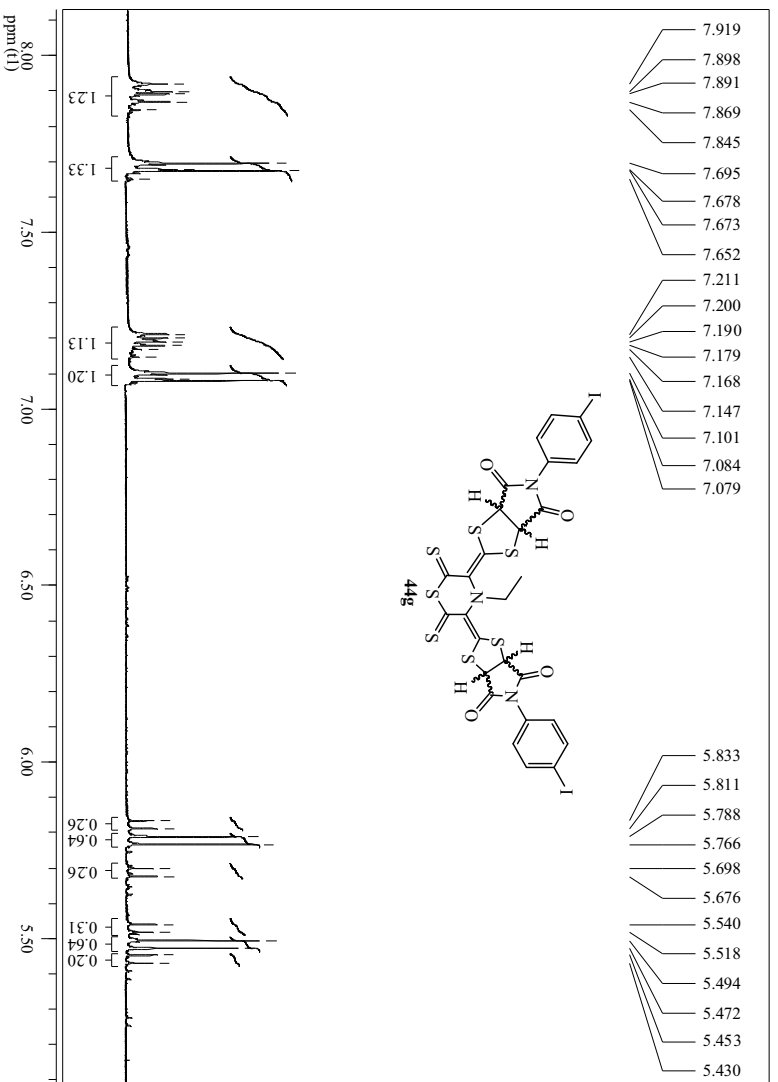 7.919
7.898
7.891
7.869
7.845
7.695
7.678
7.673
7.652
7.211
7.200
7.190
7.179
7.168
7.147
7.101
7.084
7.079
5.833
5.811
5.788
5.766
5.698
5.676
5.540
5.518
5.494
5.472
5.453
5.430
I
N
O
O
H
H
S
S
S
S
S
N
44g
S
S
H
H
O
O
N
I
1.23
1.33
1.13
1.20
0.26
0.64
0.26
0.31
0.64
0.20
8.00
7.50
7.00
6.50
6.00
5.50
ppm (t1)